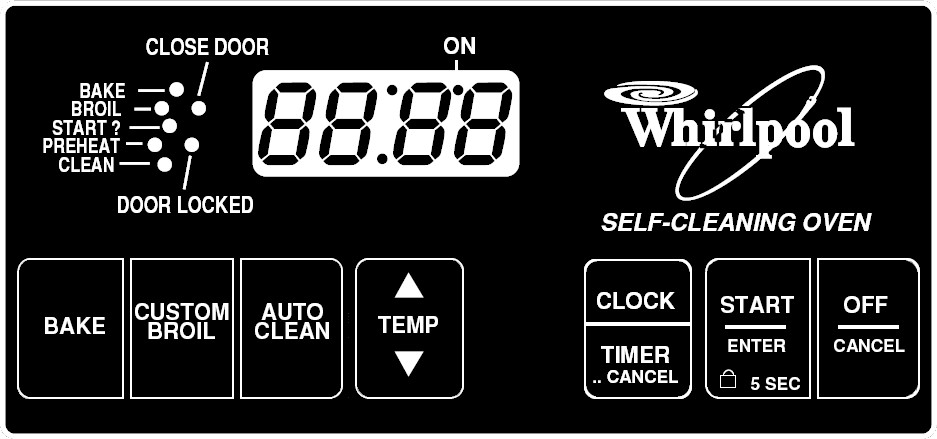 CLOSE DOOR
ON
BAKE
BROIL
START ?
PREHEAT
CLEAN
DOOR LOCKED
88:88
Whirlpool
SELF-CLEANING OVEN
BAKE
CUSTOM
BROIL
AUTO
CLEAN
TEMP
CLOCK
TIMER
.. CANCEL
START
ENTER
5 SEC
OFF
CANCEL